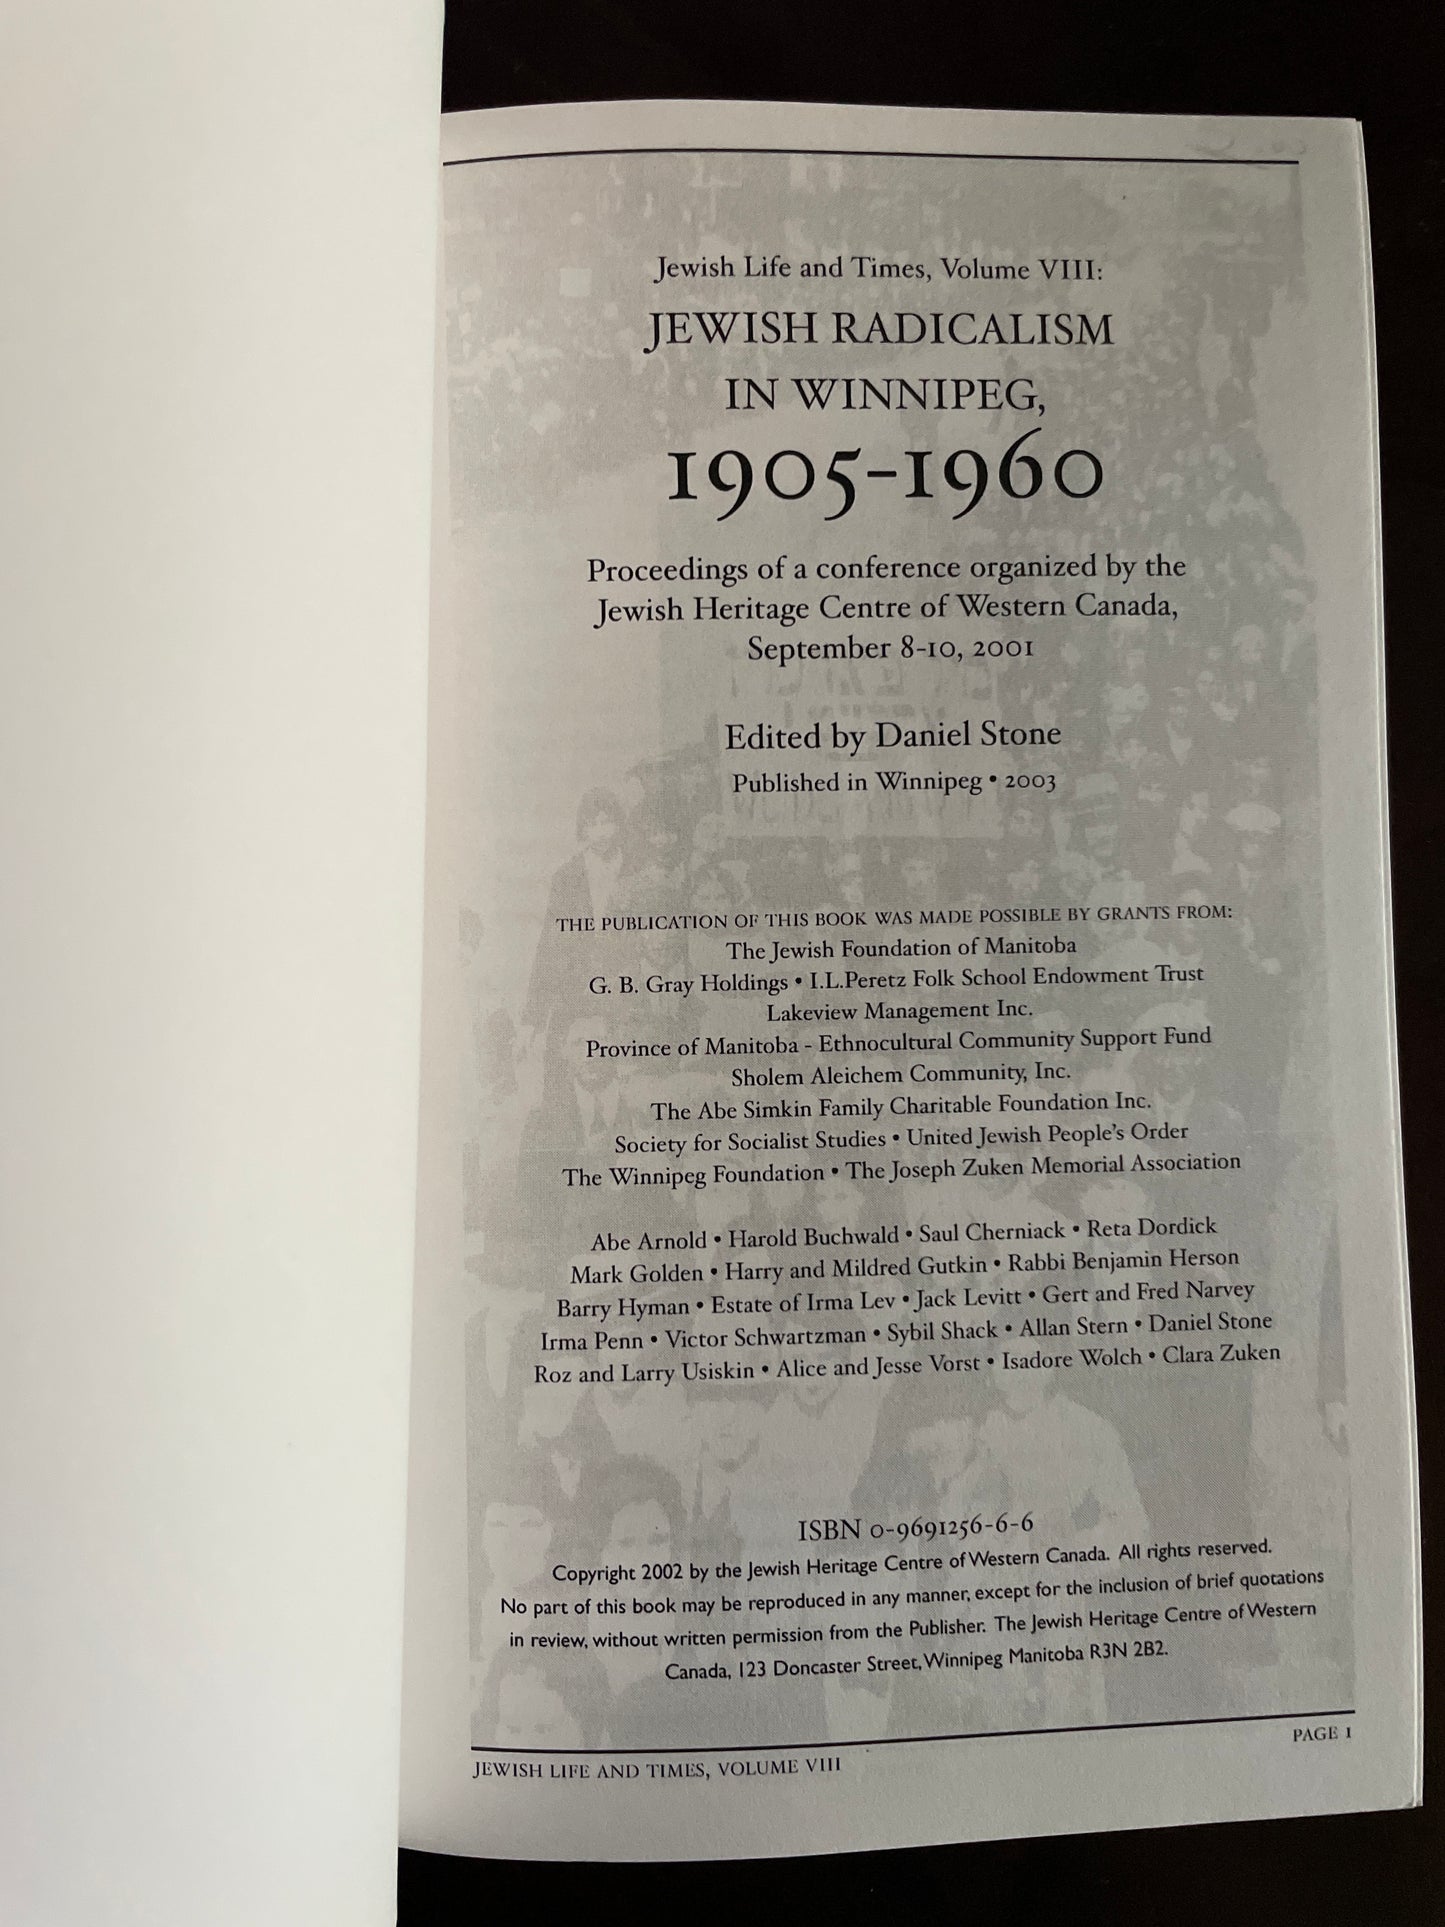 Jewish Life and Times, Volume VIII:
JEWISH RADICALISM
IN WINNIPEG,
1905-1960
Proceedings of a conference organized by the
Jewish Heritage Centre of Western Canada,
September 8-10, 2001
Edited by Daniel Stone
Published in Winnipeg • 2003
THE PUBLICATION OF THIS BOOK WAS MADE POSSIBLE BY GRANTS FROM:
The Jewish Foundation of Manitoba
G. B. Gray Holdings • I.L.Peretz Folk School Endowment Trust
Lakeview Management Inc.
Province of Manitoba - Ethnocultural Community Support Fund
Sholem Aleichem Community, Inc.
The Abe Simkin Family Charitable Foundation Inc.
Society for Socialist Studies • United Jewish People's Order
The Winnipeg Foundation • The Joseph Zuken Memorial Association
Abe Arnold • Harold Buchwald • Saul Cherniack • Reta Dordick
Mark Golden • Harry and Mildred Gutkin • Rabbi Benjamin Herson
Barry Hyman • Estate of Irma Lev • Jack Levitt • Gert and Fred Narvey
Irma Penn • Victor Schwartzman • Sybil Shack • Allan Stern • Daniel Stone
Roz and Larry Usiskin • Alice and Jesse Vorst • Isadore Wolch • Clara Zuken
ISBN 0-9691256-6-6
Copyright 2002 by the Jewish Heritage Centre of Western Canada. All rights reserved.
No part of this book may be reproduced in any manner, except for the inclusion of brief quotations
in review, without written permission from the Publisher. The Jewish Heritage Centre of Western
Canada, 123 Doncaster Street, Winnipeg Manitoba R3N 2B2.
PAGE 1
JEWISH LIFE AND TIMES, VOLUME VIII